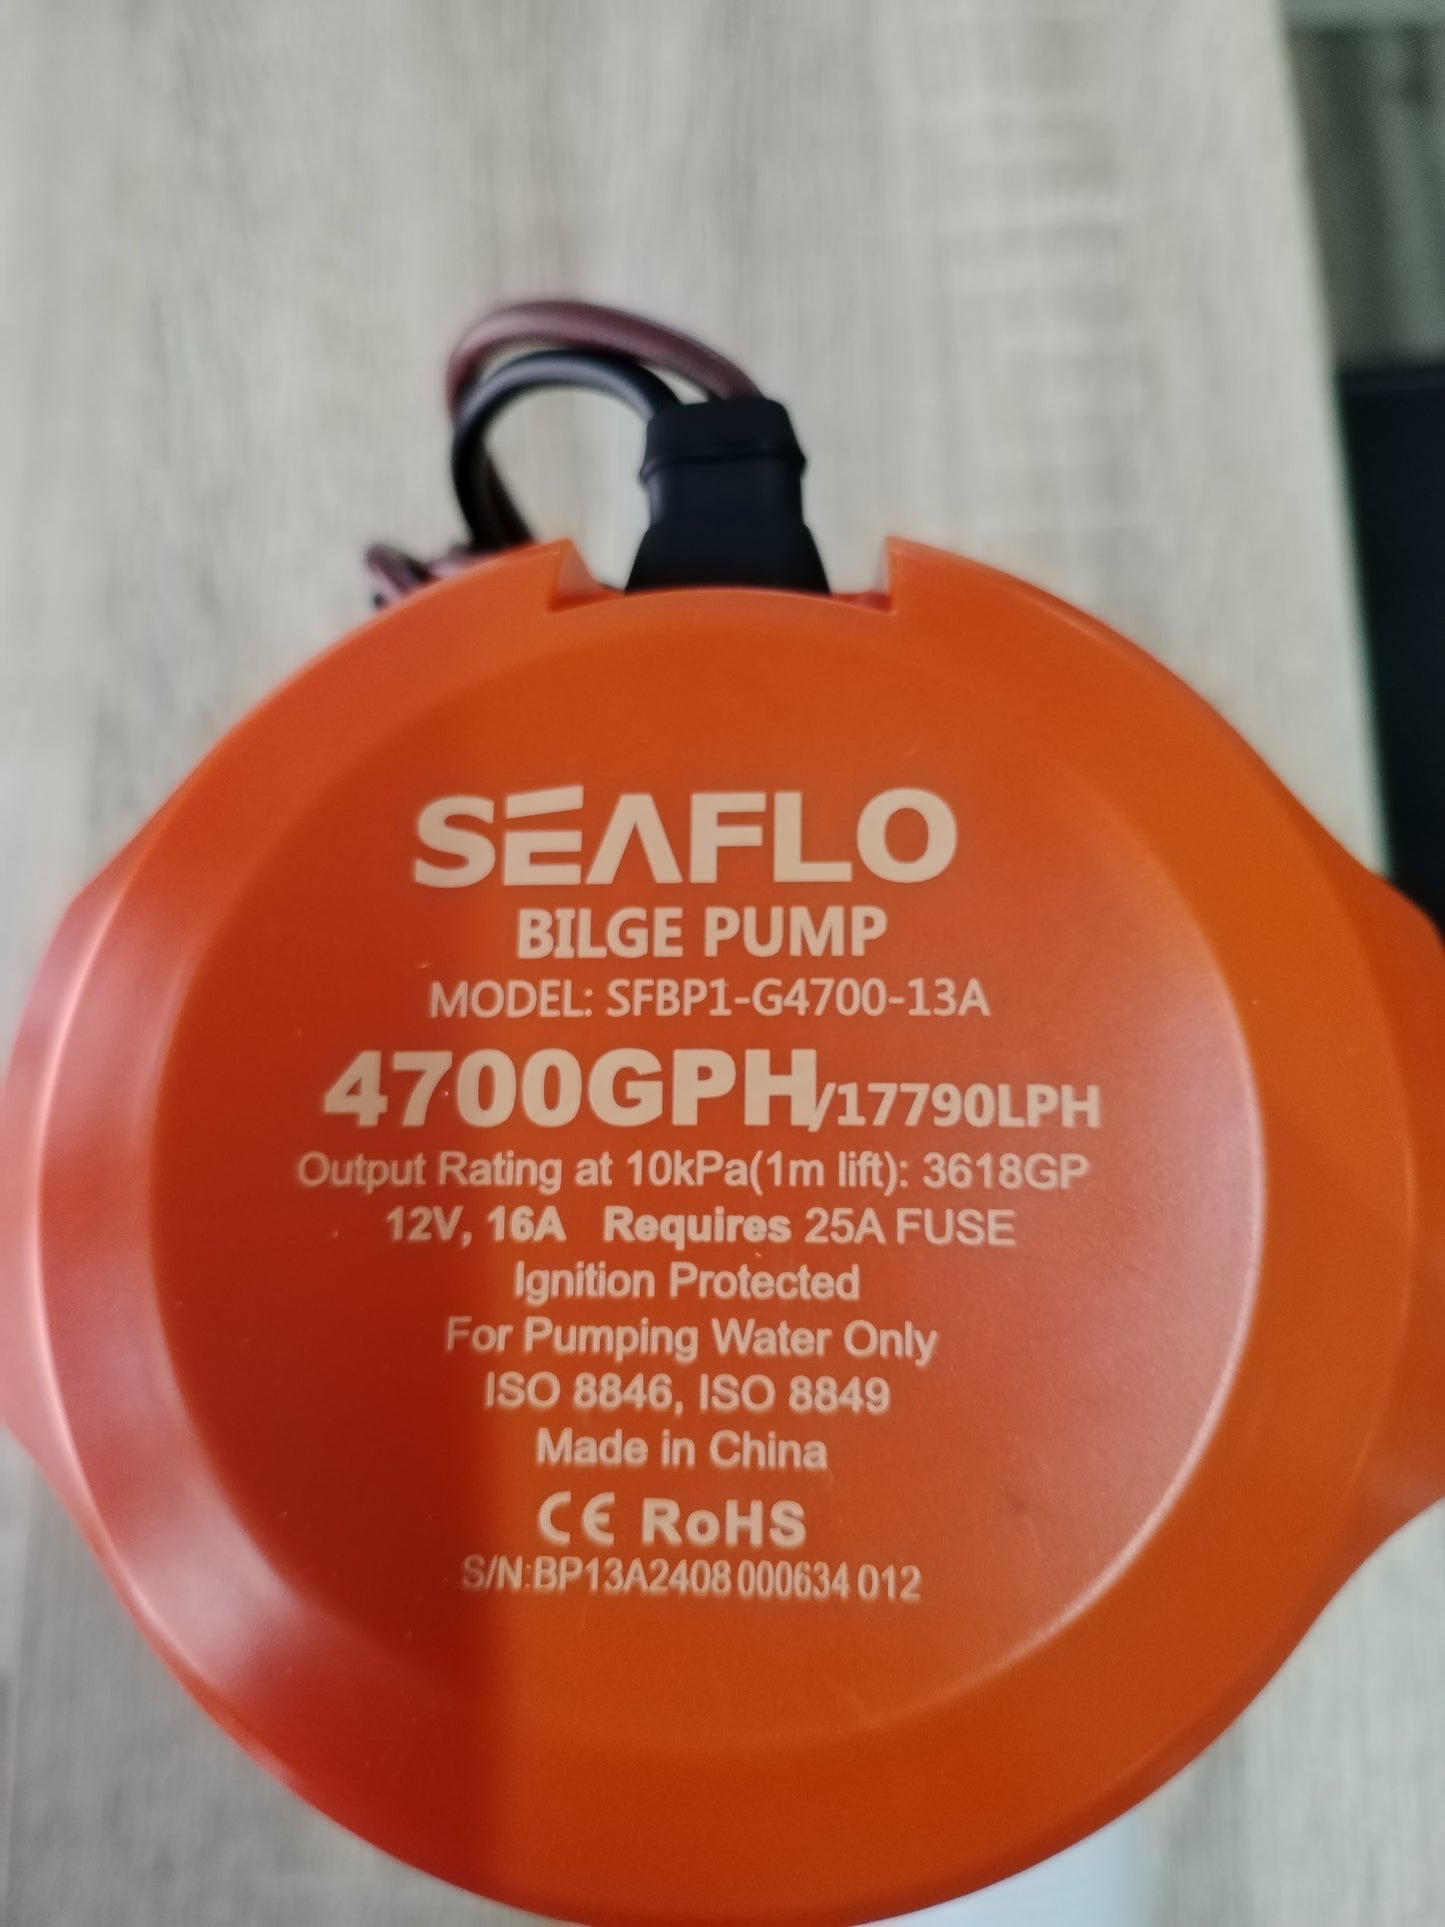 SEAFLO
BILGE PUMP
MODEL: SFBP1-G4700-13A
4700GPH/17790LPH
Output Rating at 10kPa(1m lift): 3618GP
12V, 16A Requires 25A FUSE
Ignition Protected
For Pumping Water Only
ISO 8846, ISO 8849
Made in China
CE RoHS
S/N:BP13A2408 000634 012